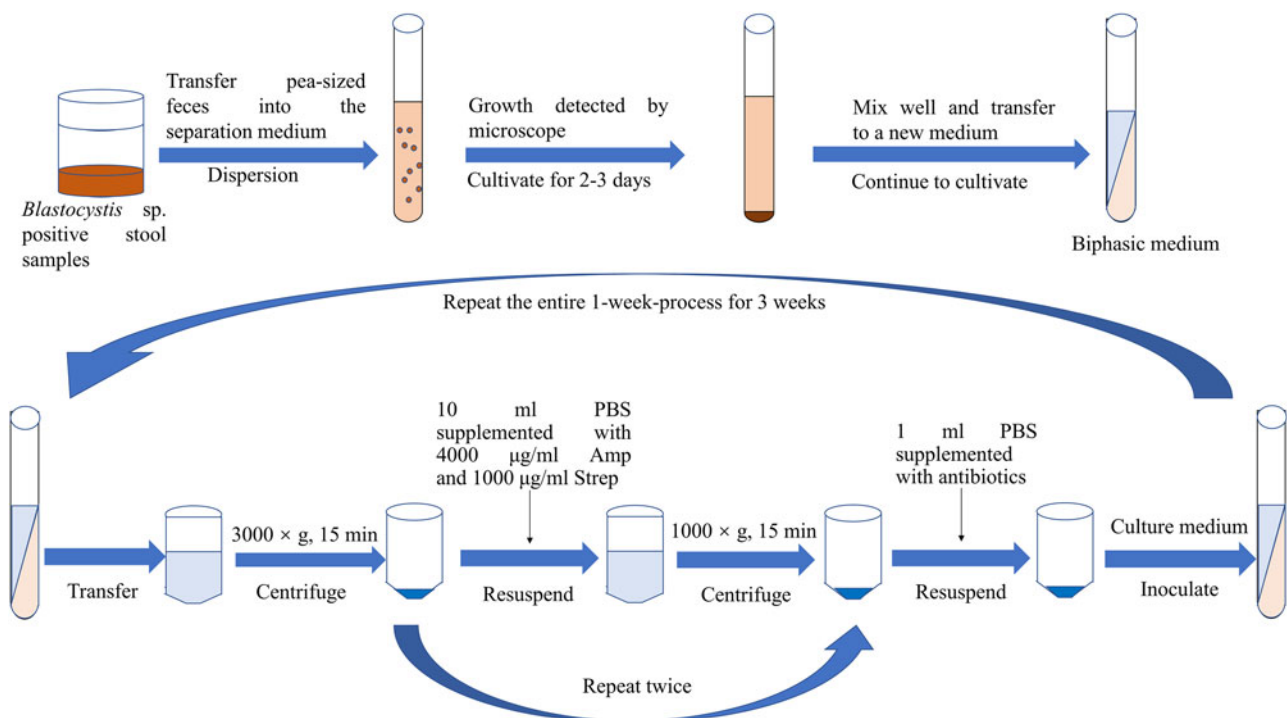 Transfer pea-sized
feces into the
separation medium
Dispersion
Growth detected by
microscope
Cultivate for 2-3 days
Mix well and transfer
to a new medium
Continue to cultivate
Blastocystis sp.
positive stool
samples
Biphasic medium
Repeat the entire 1-week-process for 3 weeks
10 ml PBS
supplemented with
4000 μg/ml Amp
and 1000 μg/ml Strep
1 ml PBS
supplemented
with antibiotics
3000 × g, 15 min
1000 × g, 15 min
Culture medium
Transfer
Centrifuge
Resuspend
Centrifuge
Resuspend
Inoculate
Repeat twice